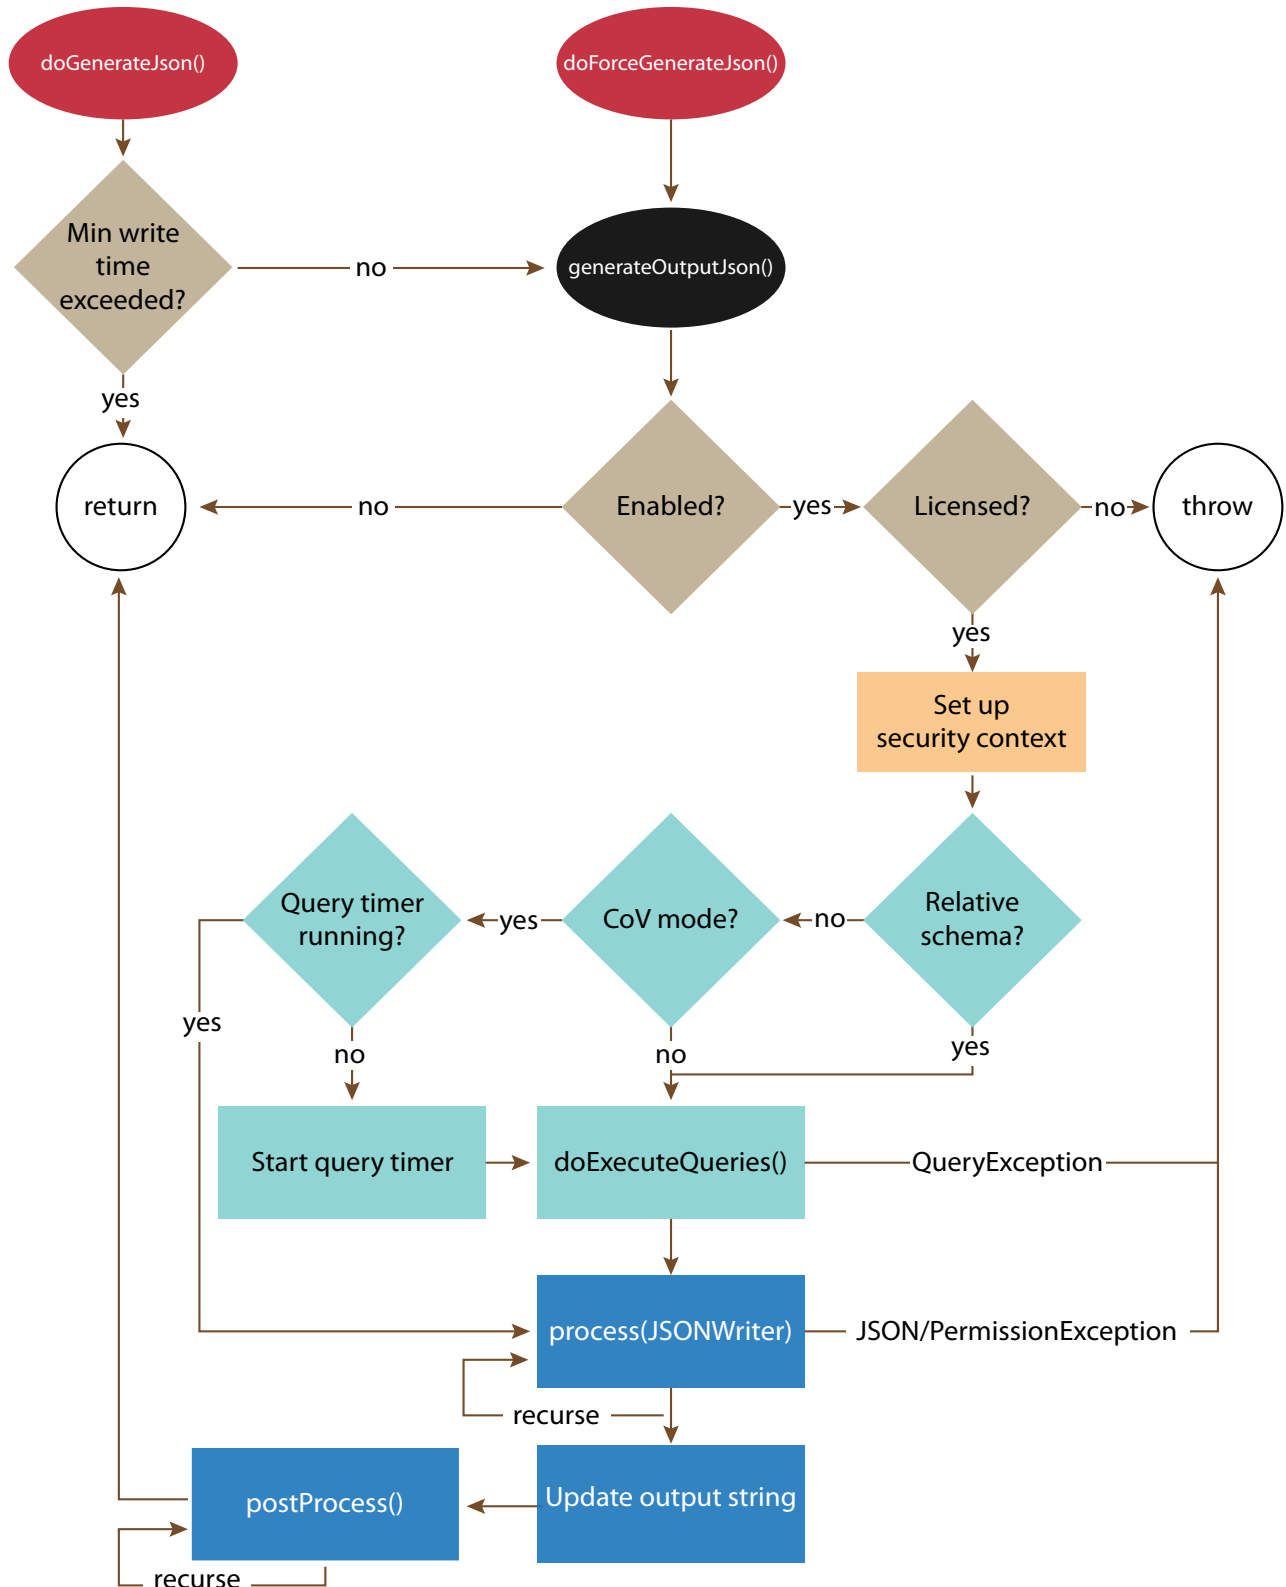 doGenerateJson()
doForceGenerateJson()
Min write
time
exceeded?
no
generateOutputJson()
yes
return
no
Enabled?
yes
Licensed?
no
throw
yes
Set up
security context
Query timer
running?
yes
CoV mode?
no
Relative
schema?
yes
no
no
yes
Start query timer
doExecuteQueries()
QueryException
process(JSONWriter)
JSON/PermissionException
recurse
postProcess()
Update output string
recurse